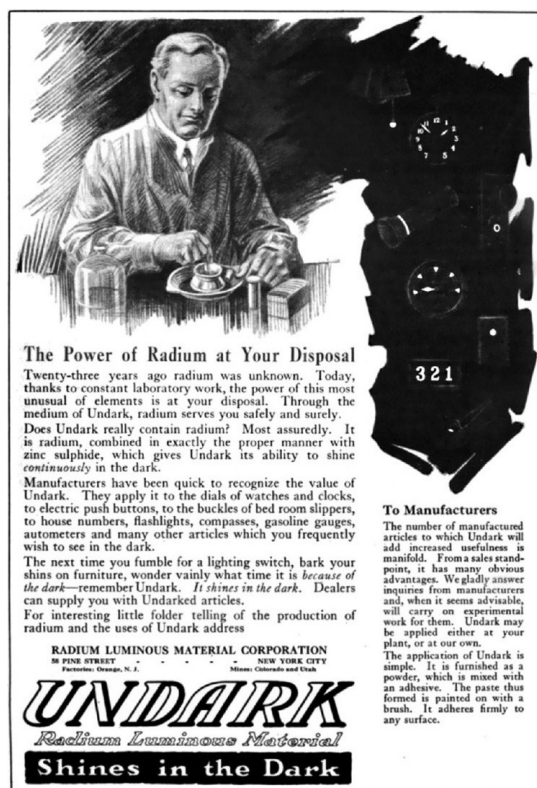 12
11
1
10
2
9
3
8
4
7
5
321
The Power of Radium at Your Disposal
Twenty-three years ago radium was unknown. Today,
thanks to constant laboratory work, the power of this most
unusual of elements is at your disposal. Through the
medium of Undark, radium serves you safely and surely.
Does Undark really contain radium? Most assuredly. It
is radium, combined in exactly the proper manner with
zinc sulphide, which gives Undark its ability to shine
continuously in the dark.
Manufacturers have been quick to recognize the value of
Undark. They apply it to the dials of watches and clocks,
to electric push buttons, to the buckles of bed room slippers,
to house numbers, flashlights, compasses, gasoline gauges,
autometers and many other articles which you frequently
wish to see in the dark.
The next time you fumble for a lighting switch, bark your
shins on furniture, wonder vainly what time it is because of
the dark—remember Undark. It shines in the dark. Dealers
can supply you with Undarked articles.
For interesting little folder telling of the production of
radium and the uses of Undark address
RADIUM LUMINOUS MATERIAL CORPORATION
58 PINE STREET - - - - - NEW YORK CITY
Factories: Orange, N. J. Mines: Colorado and Utah
UNDARK
Radium Luminous Material
Shines in the Dark
To Manufacturers
The number of manufactured
articles to which Undark will
add increased usefulness is
manifold. From a sales stand-
point, it has many obvious
advantages. We gladly answer
inquiries from manufacturers
and, when it seems advisable,
will carry on experimental
work for them. Undark may
be applied either at your
plant, or at our own.
The application of Undark is
simple. It is furnished as a
powder, which is mixed with
an adhesive. The paste thus
formed is painted on with a
brush. It adheres firmly to
any surface.